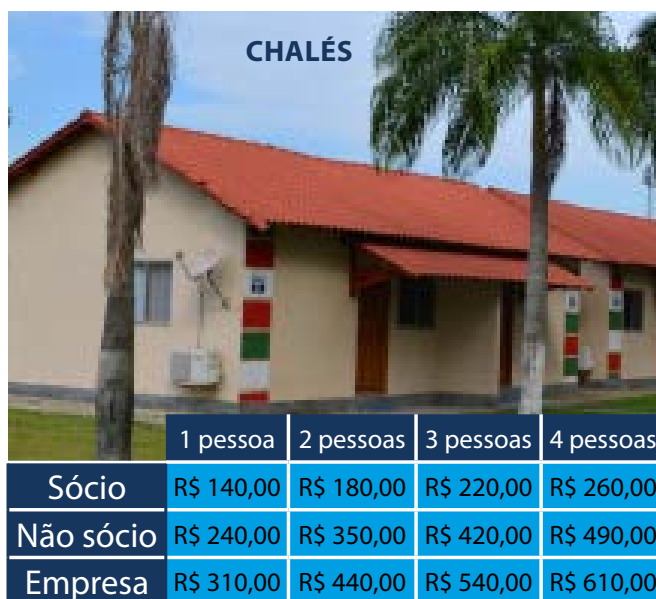 CHALÉS
1 pessoa 2 pessoas 3 pessoas 4 pessoas
Sócio R$ 140,00 R$ 180,00 R$ 220,00 R$ 260,00
Não sócio R$ 240,00 R$ 350,00 R$ 420,00 R$ 490,00
Empresa R$ 310,00 R$ 440,00 R$ 540,00 R$ 610,00